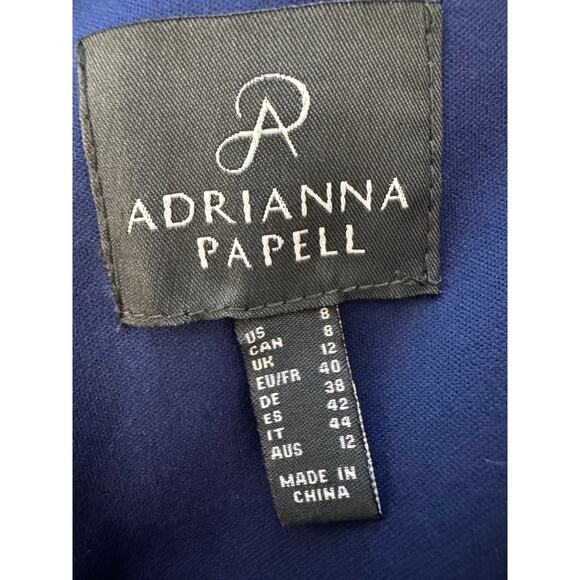 ADRIANNA
PAPELL
US 8
CAN 8
UK 12
EU/FR 40
DE 38
ES 42
IT 44
AUS 12
MADE IN
CHINA